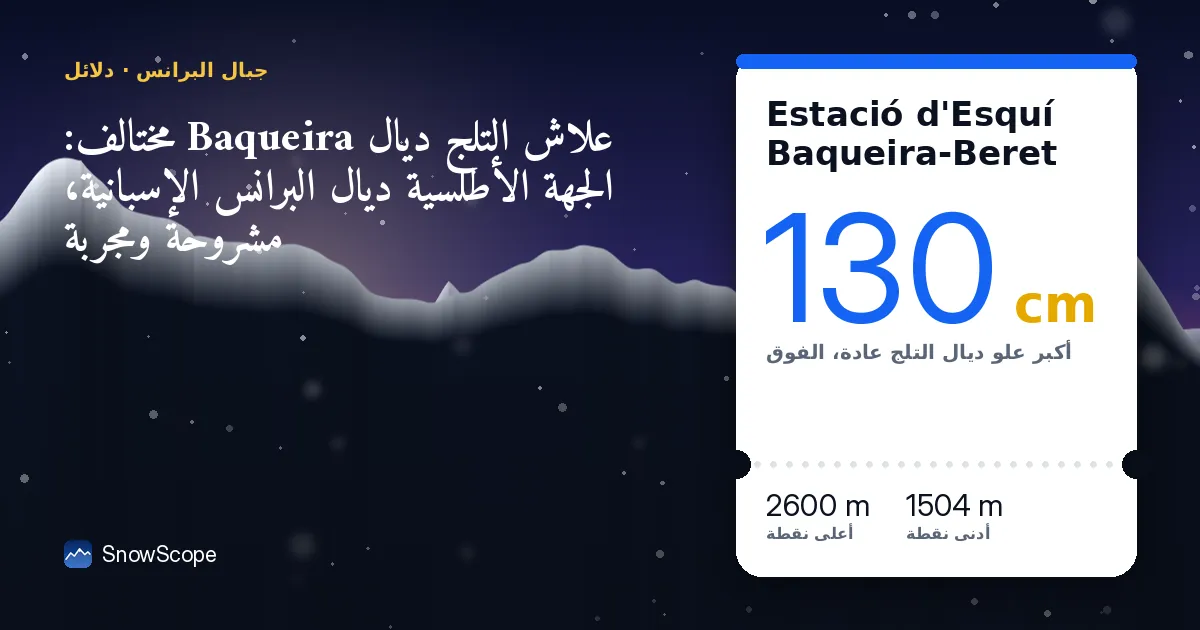 جبال البرانس · دلائل
علاش التلج ديال Baqueira مختالف:
الجهة الأطلسية ديال البرانس الإسبانية،
مشروحة ومجربة
SnowScope
Estació d'Esquí
Baqueira-Beret
130 cm
أكبر علو ديال التلج عادة، الفوق
2600 m
أعلى نقطة
1504 m
أدنى نقطة